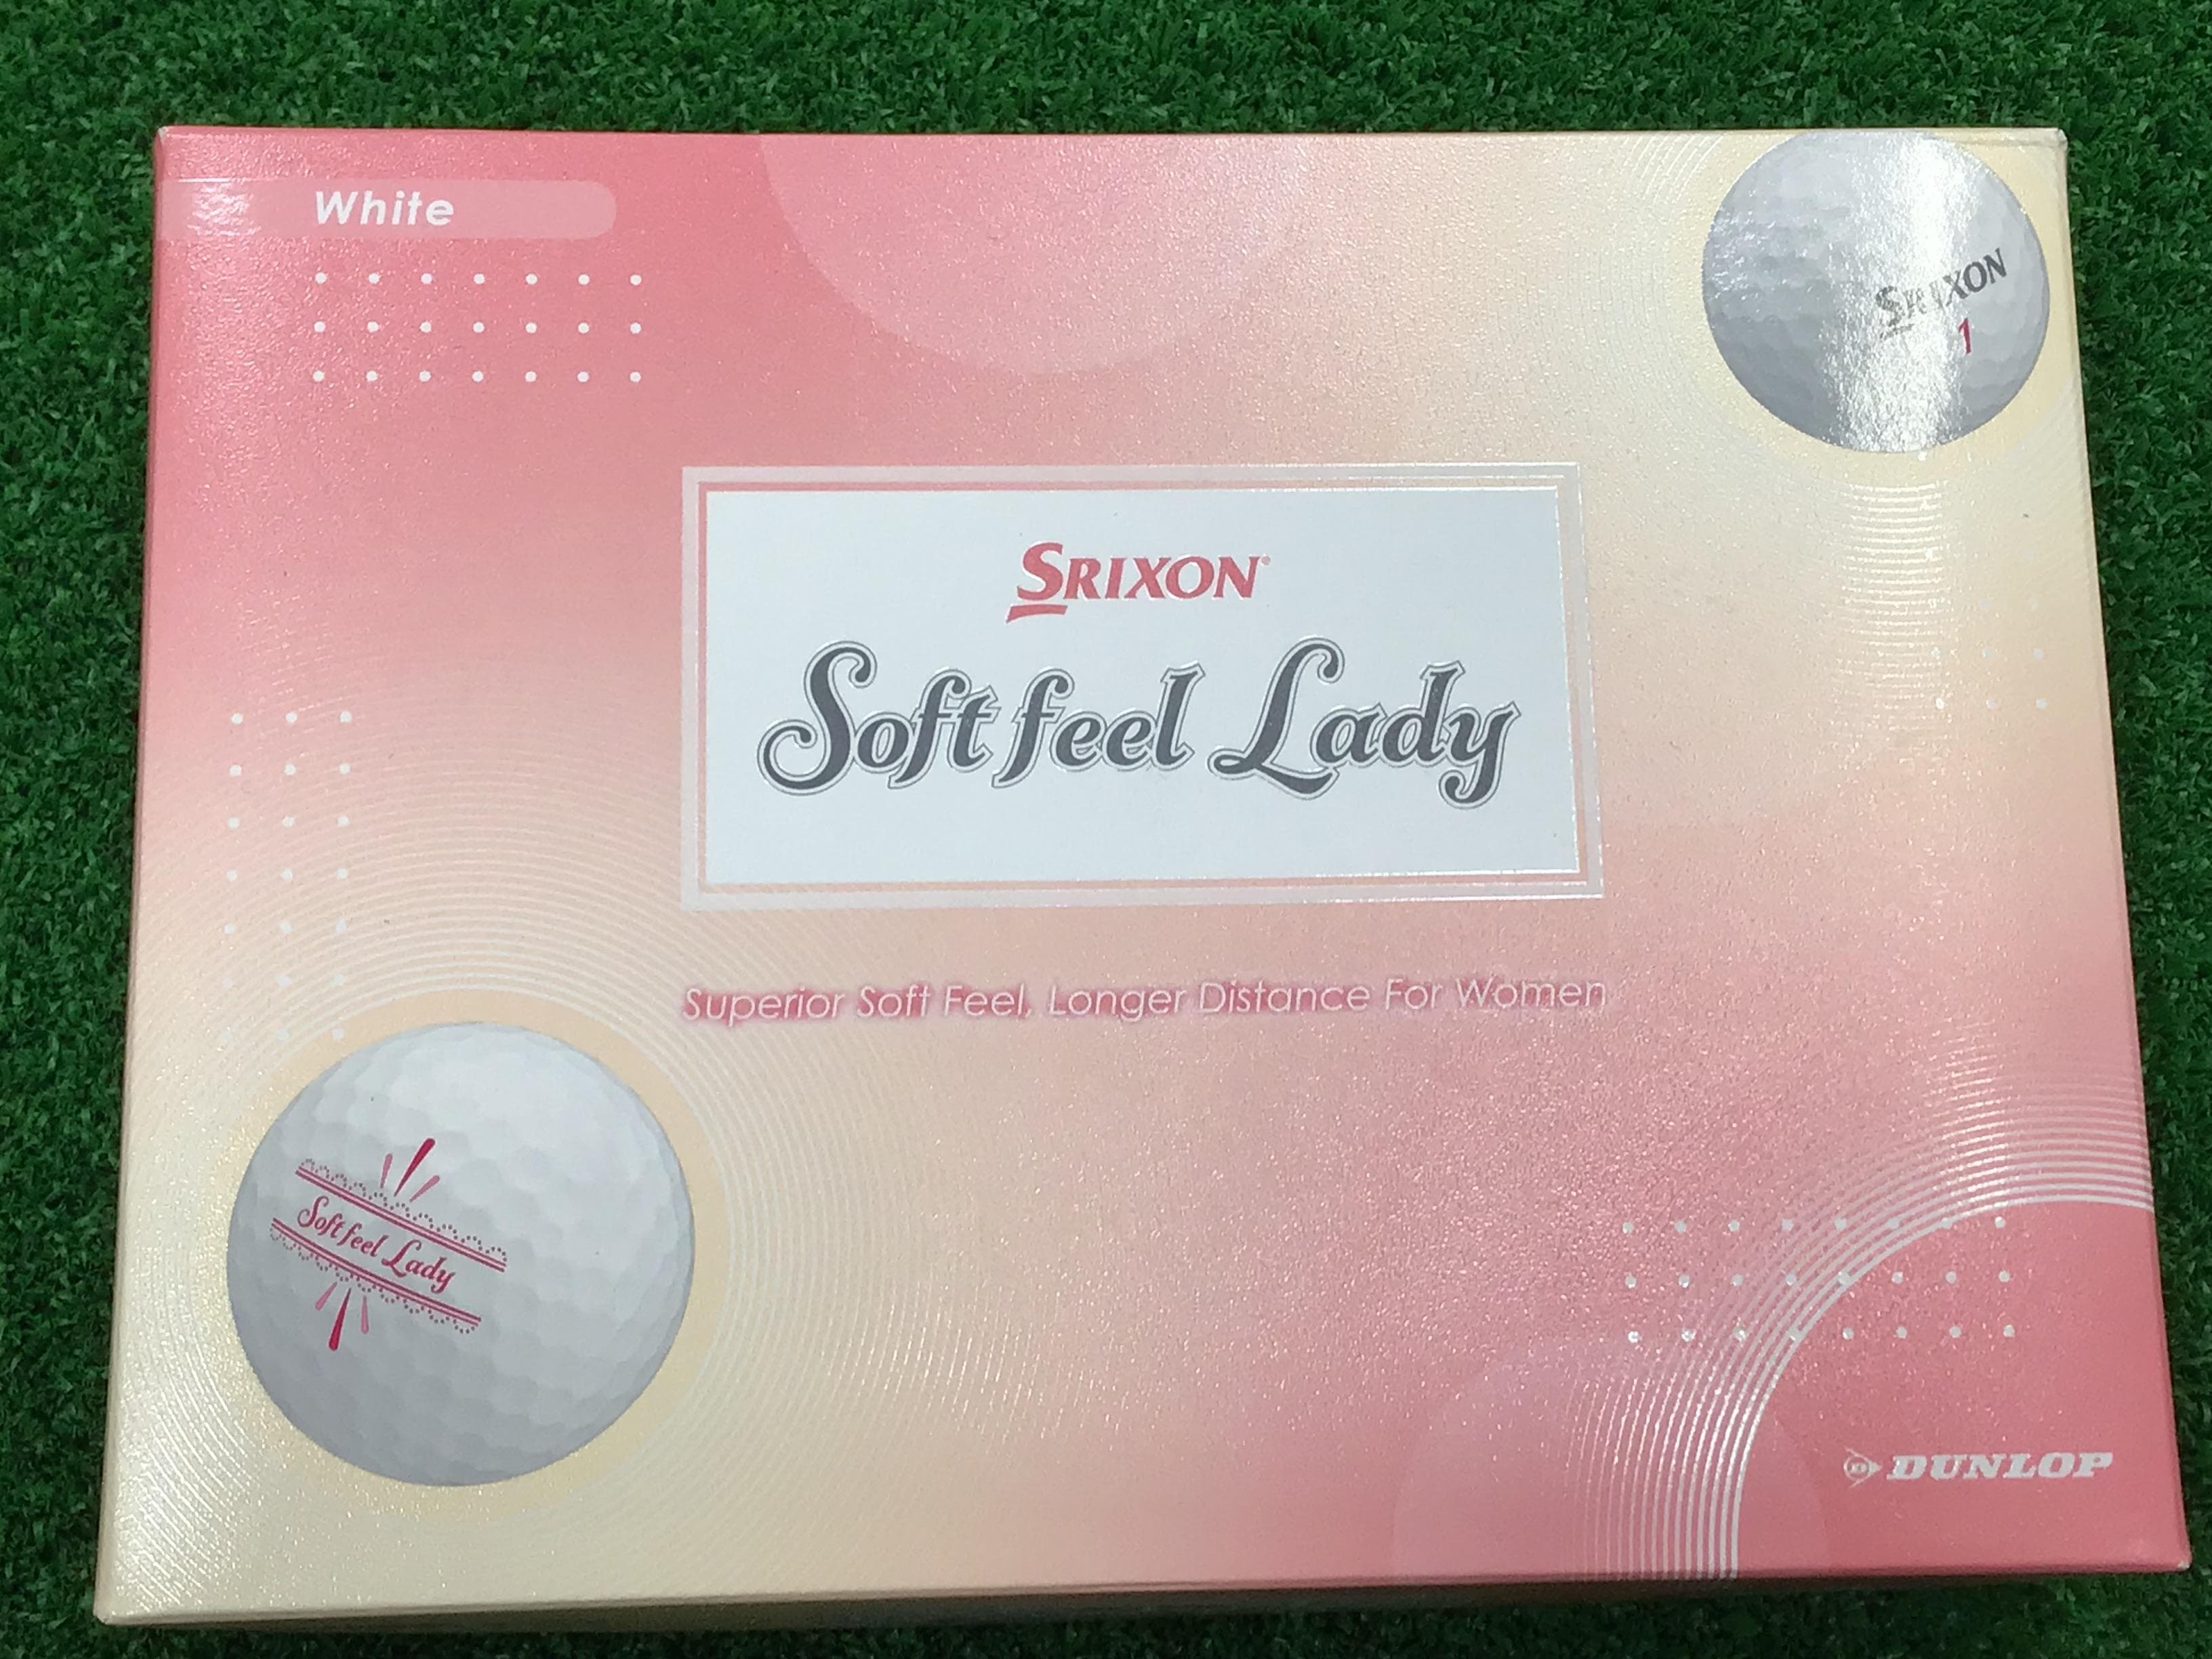 White
SRIXON
1
SRIXON
Soft feel Lady
Superior Soft Feel, Longer Distance For Women
Soft feel Lady
DUNLOP